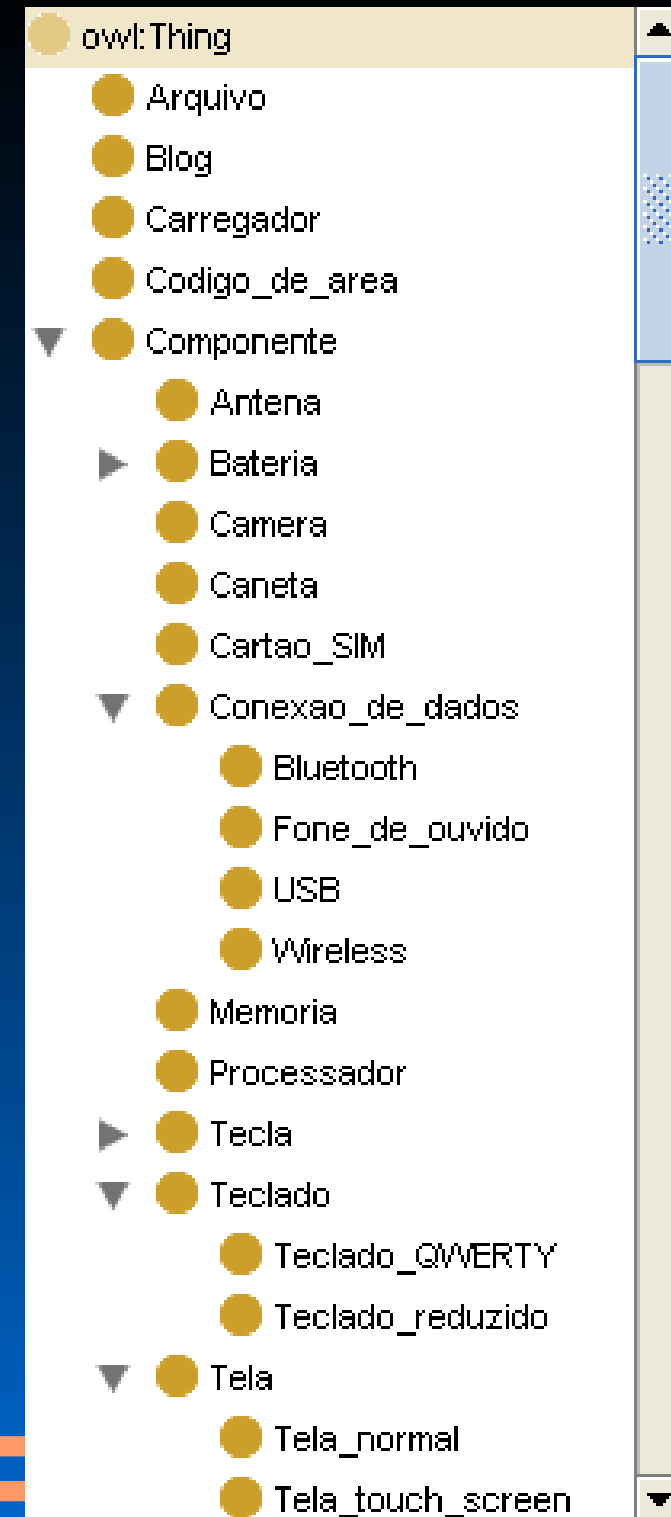 owl:Thing
Arquivo
Blog
Carregador
Codigo_de_area
Componente
Antena
Bateria
Camera
Caneta
Cartao_SIM
Conexao_de_dados
Bluetooth
Fone_de_ouvido
USB
Wireless
Memoria
Processador
Tecla
Teclado
Teclado_QWERTY
Teclado_reduzido
Tela
Tela_normal
Tela_touch_screen